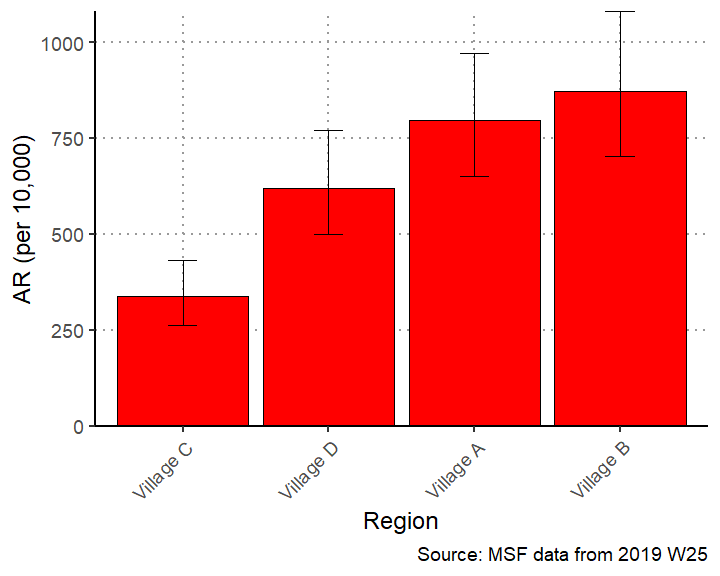 AR (per 10,000)
1000
750
500
250
0
Village C
Village D
Village A
Village B
Region
Source: MSF data from 2019 W25